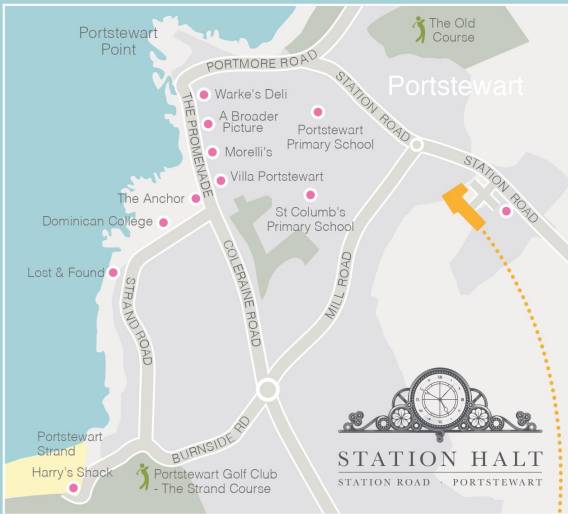 The Old
Course
Portstewart
Point
PORTMORE ROAD
Portstewart
STATION ROAD
Warke's Deli
THE PROMENADE
A Broader
Picture
Portstewart
Primary School
Morelli's
STATION ROAD
Villa Portstewart
The Anchor
St Columb's
Primary School
Dominican College
COLERAINE ROAD
MILL ROAD
Lost & Found
STRAND ROAD
BURNSIDE RD
Portstewart
Strand
Harry's Shack
Portstewart Golf Club
- The Strand Course
STATION HALT
STATION ROAD · PORTSTEWART